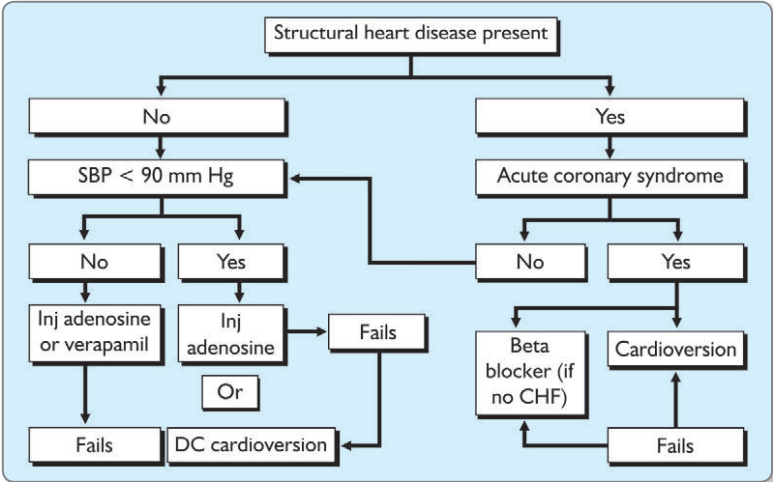 Structural heart disease present
No
Yes
SBP < 90 mm Hg
Acute coronary syndrome
No
Yes
No
Yes
Inj adenosine
or verapamil
Inj
adenosine
Fails
Beta
blocker (if
no CHF)
Cardioversion
Or
Fails
DC cardioversion
Fails